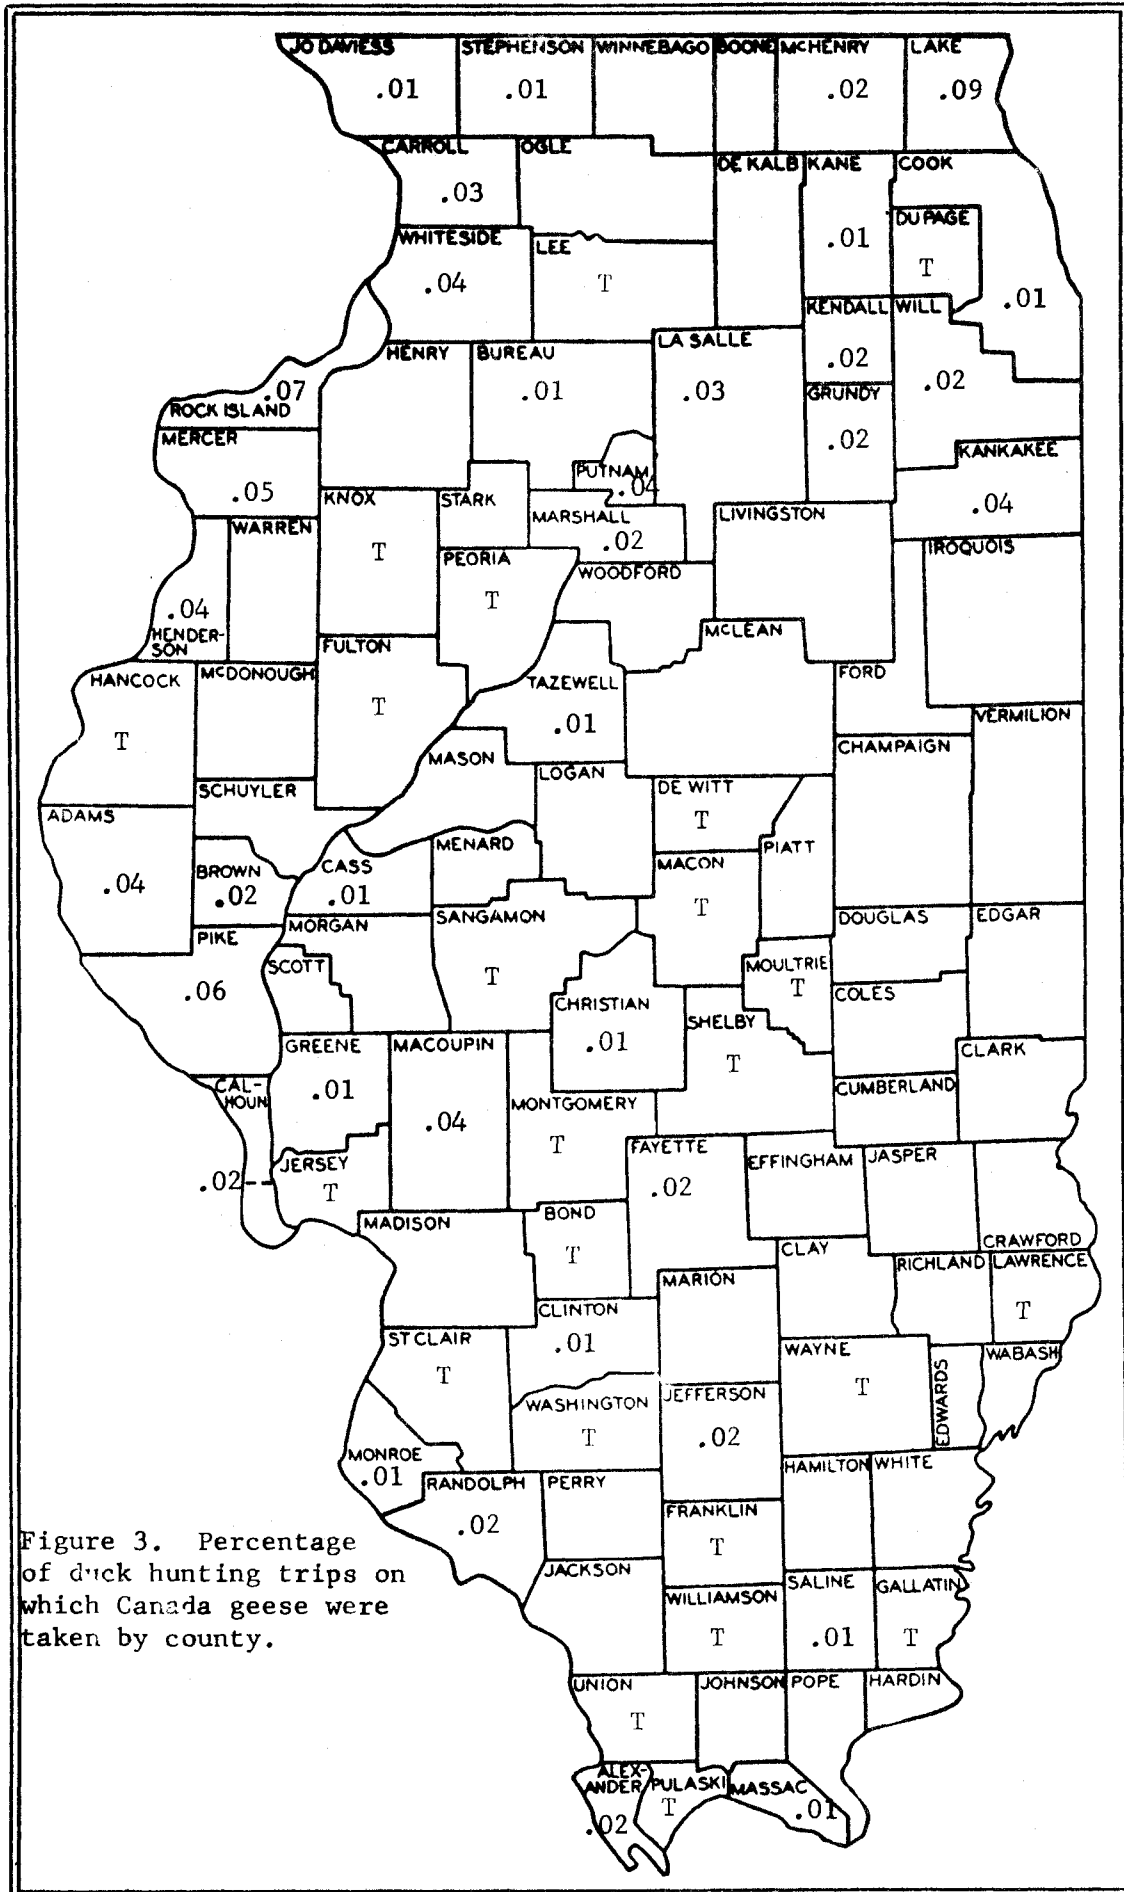 JO DAVIESS STEPHENSON WINNEBAGO BOONE McHENRY LAKE
.01 .01 .02 .09
CARROLL OGLE DE KALB KANE COOK
.03
DU PAGE
WHITESIDE LEE .01
.04 T T .01
KENDALL WILL
HENRY BUREAU LA SALLE
.02 .02
.07 .01 .03 GRUNDY
ROCK ISLAND
MERCER .02 KANKAKEE
PUTNAM
.05 .04 .04
KNOX STARK
WARREN MARSHALL LIVINGSTON
T .02 IROQUOIS
PEORIA WOODFORD
.04 T
HENDER-
SON
FULTON McLEAN
HANCOCK McDONOUGH TAZEWELL FORD
T T .01 VERMILION
MASON CHAMPAIGN
LOGAN
SCHUYLER DE WITT
ADAMS T
MENARD PIATT
BROWN CASS MACON
.04 .02 .01 T
MORGAN SANGAMON DOUGLAS EDGAR
PIKE
SCOTT MOULTRIE
.06 T T COLES
CHRISTIAN SHELBY
GREENE MACOUPIN .01 T CLARK
CAL-
HOUN .01 MONTGOMERY CUMBERLAND
.04 T
FAYETTE EFFINGHAM JASPER
JERSEY
.02-- T .02
MADISON BOND CRAWFORD
T CLAY RICHLAND LAWRENCE
MARION
CLINTON T
ST CLAIR .01 WAYNE WABASH
T T EDWARDS
WASHINGTON JEFFERSON
T .02
MONROE HAMILTON WHITE
.01 RANDOLPH PERRY
.02 FRANKLIN
T
Figure 3. Percentage
of duck hunting trips on
which Canada geese were
taken by county.
JACKSON SALINE GALLATIN
WILLIAMSON
T .01 T
UNION JOHNSON POPE HARDIN
T
ALEX-
ANDER PULASKI MASSAC
.02 T .01